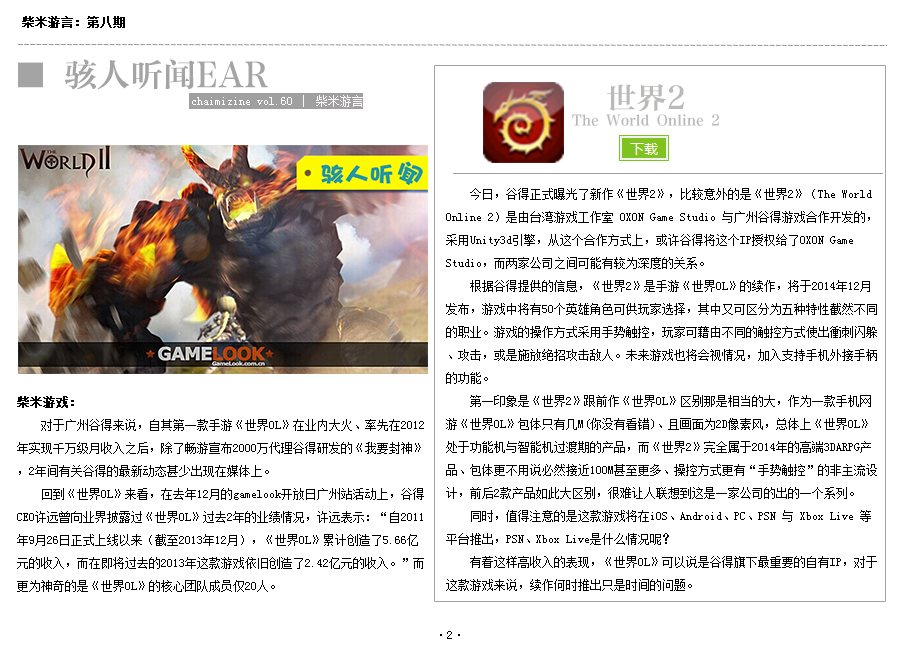 柴米游言：第八期
骇人听闻EAR
chaimizine vol.60 | 柴米游言
THE WORLD II
骇人听闻
GAMELOOK
GameLook.com.cn
柴米游戏：
对于广州谷得来说，自其第一款手游《世界OL》在业内大火、率先在2012
年实现千万级月收入之后，除了畅游宣布2000万代理谷得研发的《我要封神》
，2年间有关谷得的最新动态甚少出现在媒体上。
回到《世界OL》来看，在去年12月的gamelook开放日广州站活动上，谷得
CEO许远曾向业界披露过《世界OL》过去2年的业绩情况，许远表示：“自2011
年9月26日正式上线以来（截至2013年12月），《世界OL》累计创造了5.66亿
元的收入，而在即将过去的2013年这款游戏依旧创造了2.42亿元的收入。”而
更为神奇的是《世界OL》的核心团队成员仅20人。
世界2
The World Online 2
下载
今日，谷得正式曝光了新作《世界2》，比较意外的是《世界2》（The World
Online 2）是由台湾游戏工作室 OXON Game Studio 与广州谷得游戏合作开发的，
采用Unity3d引擎，从这个合作方式上，或许谷得将这个IP授权给了OXON Game
Studio，而两家公司之间可能有较为深度的关系。
根据谷得提供的信息，《世界2》是手游《世界OL》的续作，将于2014年12月
发布，游戏中将有50个英雄角色可供玩家选择，其中又可区分为五种特性截然不同
的职业。游戏的操作方式采用手势触控，玩家可藉由不同的触控方式使出衝刺闪躲
、攻击，或是施放绝招攻击敌人。未来游戏也将会视情况，加入支持手机外接手柄
的功能。
第一印象是《世界2》跟前作《世界OL》区别那是相当的大，作为一款手机网
游《世界OL》包体只有几M(你没有看错)、且画面为2D像素风，总体上《世界OL》
处于功能机与智能机过渡期的产品，而《世界2》完全属于2014年的高端3DARPG产
品、包体更不用说必然接近100M甚至更多、操控方式更有“手势触控”的非主流设
计，前后2款产品如此大区别，很难让人联想到这是一家公司的出的一个系列。
同时，值得注意的是这款游戏将在iOS、Android、PC、PSN 与 Xbox Live 等
平台推出，PSN、Xbox Live是什么情况呢？
有着这样高收入的表现，《世界OL》可以说是谷得旗下最重要的自有IP，对于
这款游戏来说，续作何时推出只是时间的问题。
·2·